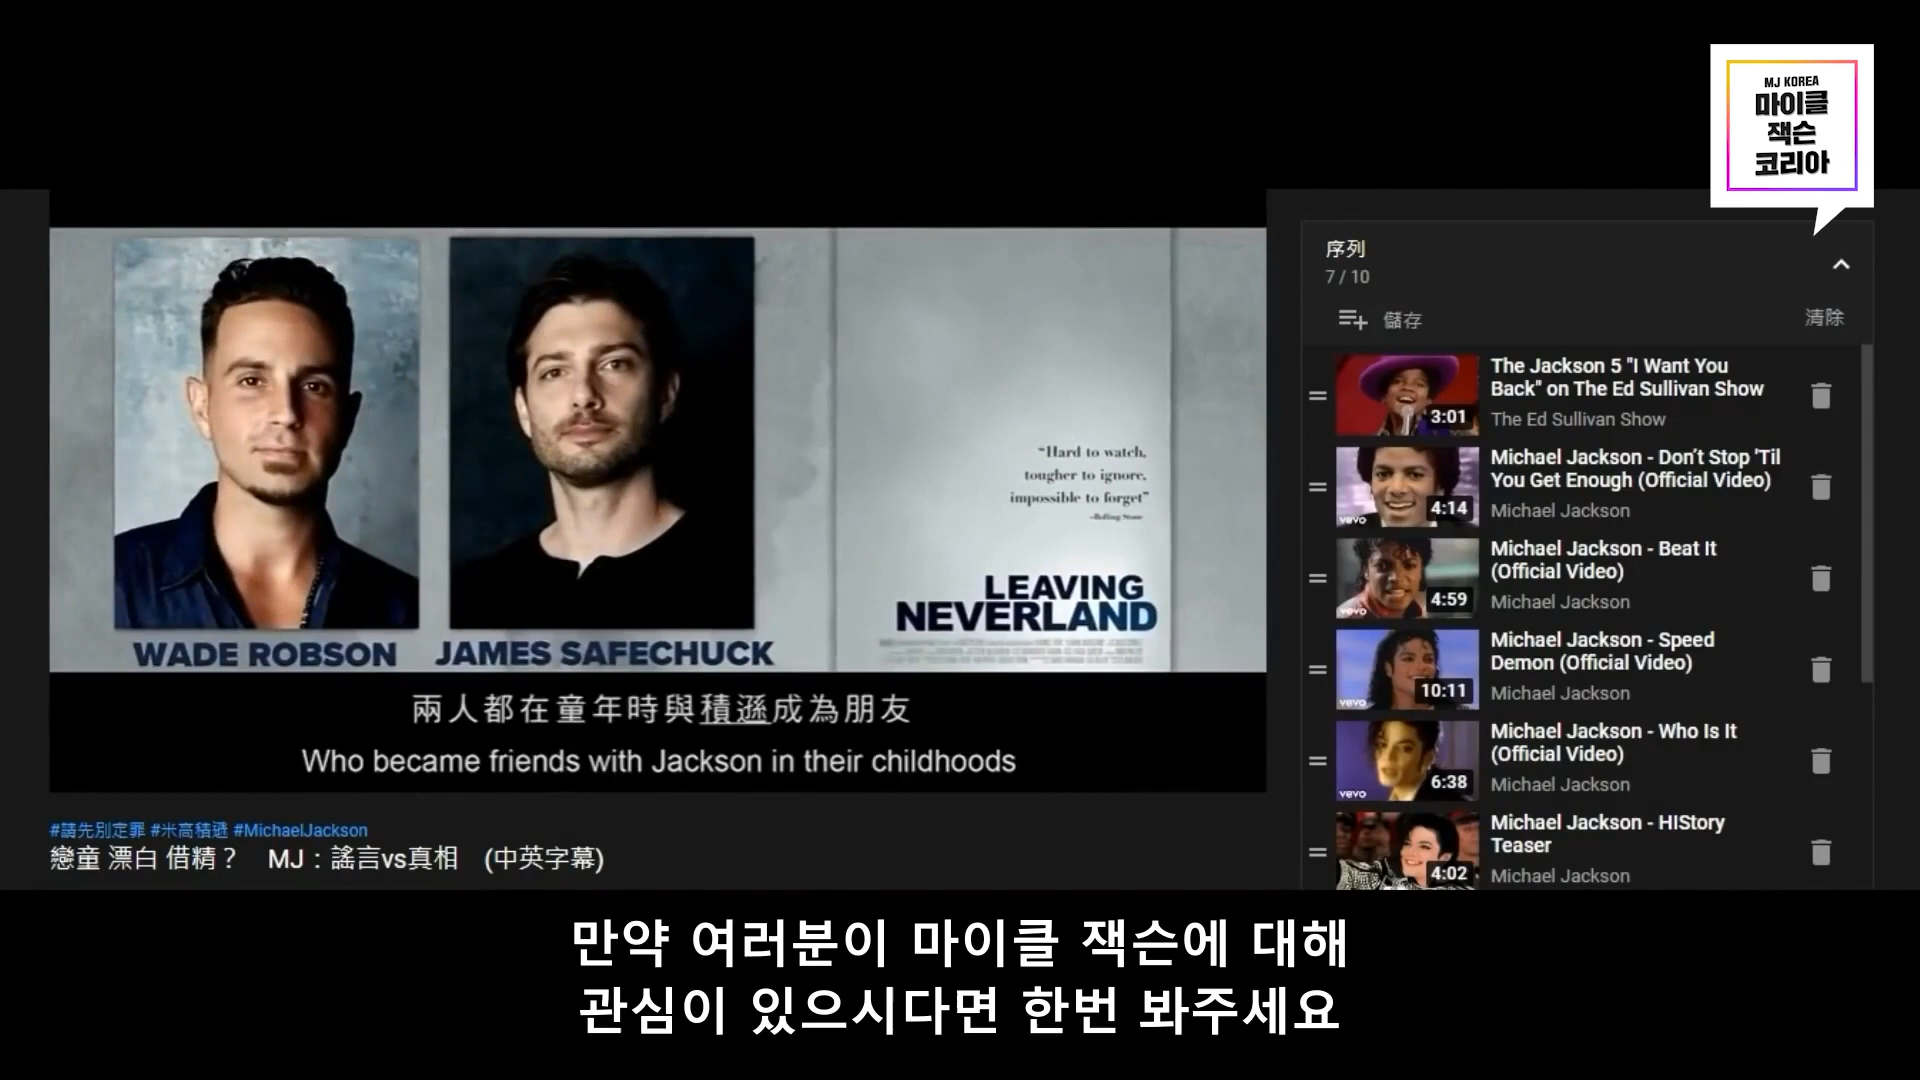 MJ KOREA
마이클
잭슨
코리아
WADE ROBSON
JAMES SAFECHUCK
“Hard to watch,
tougher to ignore,
impossible to forget”
-Rolling Stone
LEAVING
NEVERLAND
兩人都在童年時與積遜成為朋友
Who became friends with Jackson in their childhoods
#請先別定罪 #米高積遜 #MichaelJackson
戀童 漂白 借精？ MJ：謠言vs真相 (中英字幕)
序列
7 / 10
儲存
清除
3:01
The Jackson 5 "I Want You
Back" on The Ed Sullivan Show
The Ed Sullivan Show
vevo
4:14
Michael Jackson - Don’t Stop 'Til
You Get Enough (Official Video)
Michael Jackson
vevo
4:59
Michael Jackson - Beat It
(Official Video)
Michael Jackson
vevo
10:11
Michael Jackson - Speed
Demon (Official Video)
Michael Jackson
vevo
6:38
Michael Jackson - Who Is It
(Official Video)
Michael Jackson
4:02
Michael Jackson - HIStory
Teaser
Michael Jackson
만약 여러분이 마이클 잭슨에 대해
관심이 있으시다면 한번 봐주세요